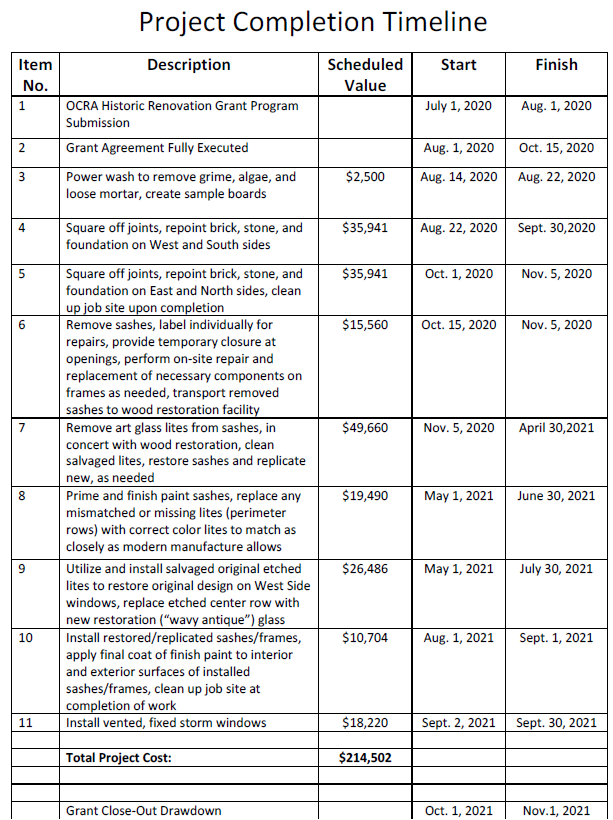 Project Completion Timeline
Item No. Description Scheduled Value Start Finish
1 OCRA Historic Renovation Grant Program July 1, 2020 Aug. 1, 2020
Submission
2 Grant Agreement Fully Executed Aug. 1, 2020 Oct. 15, 2020
3 Power wash to remove grime, algae, and $2,500 Aug. 14, 2020 Aug. 22, 2020
loose mortar, create sample boards
4 Square off joints, repoint brick, stone, and $35,941 Aug. 22, 2020 Sept. 30,2020
foundation on West and South sides
5 Square off joints, repoint brick, stone, and $35,941 Oct. 1, 2020 Nov. 5, 2020
foundation on East and North sides, clean
up job site upon completion
6 Remove sashes, label individually for $15,560 Oct. 15, 2020 Nov. 5, 2020
repairs, provide temporary closure at
openings, perform on-site repair and
replacement of necessary components on
frames as needed, transport removed
sashes to wood restoration facility
7 Remove art glass lites from sashes, in $49,660 Nov. 5, 2020 April 30,2021
concert with wood restoration, clean
salvaged lites, restore sashes and replicate
new, as needed
8 Prime and finish paint sashes, replace any $19,490 May 1, 2021 June 30, 2021
mismatched or missing lites (perimeter
rows) with correct color lites to match as
closely as modern manufacture allows
9 Utilize and install salvaged original etched $26,486 May 1, 2021 July 30, 2021
lites to restore original design on West Side
windows, replace etched center row with
new restoration (“wavy antique”) glass
10 Install restored/replicated sashes/frames, $10,704 Aug. 1, 2021 Sept. 1, 2021
apply final coat of finish paint to interior
and exterior surfaces of installed
sashes/frames, clean up job site at
completion of work
11 Install vented, fixed storm windows $18,220 Sept. 2, 2021 Sept. 30, 2021
Total Project Cost: $214,502
Grant Close-Out Drawdown Oct. 1, 2021 Nov.1, 2021